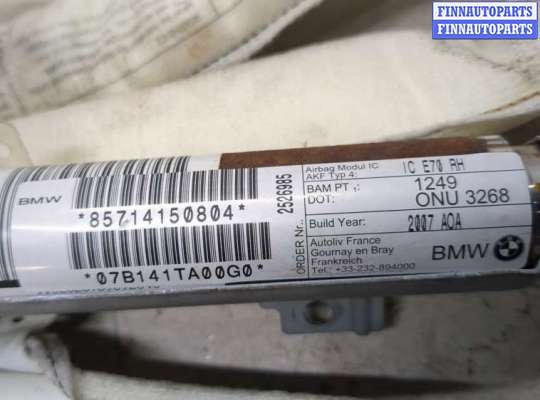 FINNAUTOPARTS
FINNAUTOPARTS
FINNAUTOPARTS
BMW
*85714150804*
*07B141TA00G0*
ORDER Nr.: 2526985
Airbag Modul IC
AKF Typ 4: IC E70 RH
BAM PT 1: 1249
DOT: ONU 3268
Build Year: 2007 AOA
Autoliv France
Gournay en Bray
Frankreich
Tel.: +33-232-894000
BMW